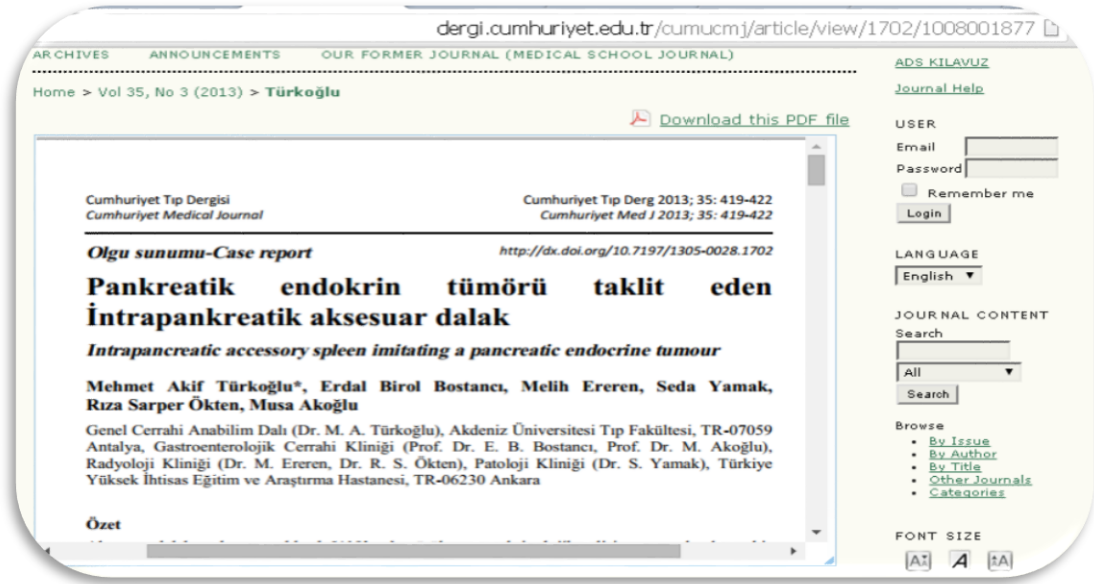 dergi.cumhuriyet.edu.tr/cumucmj/article/view/1702/1008001877
ARCHIVES ANNOUNCEMENTS OUR FORMER JOURNAL (MEDICAL SCHOOL JOURNAL)
Home > Vol 35, No 3 (2013) > Türkoğlu
Download this PDF file
Cumhuriyet Tıp Dergisi
Cumhuriyet Medical Journal
Cumhuriyet Tıp Derg 2013; 35: 419-422
Cumhuriyet Med J 2013; 35: 419-422
Olgu sunumu-Case report
http://dx.doi.org/10.7197/1305-0028.1702
Pankreatik endokrin tümörü taklit eden
İntrapankreatik aksesuar dalak
Intrapancreatic accessory spleen imitating a pancreatic endocrine tumour
Mehmet Akif Türkoğlu*, Erdal Birol Bostancı, Melih Ereren, Seda Yamak,
Rıza Sarper Ökten, Musa Akoğlu
Genel Cerrahi Anabilim Dalı (Dr. M. A. Türkoğlu), Akdeniz Üniversitesi Tıp Fakültesi, TR-07059
Antalya, Gastroenterolojik Cerrahi Kliniği (Prof. Dr. E. B. Bostancı, Prof. Dr. M. Akoğlu),
Radyoloji Kliniği (Dr. M. Ereren, Dr. R. S. Ökten), Patoloji Kliniği (Dr. S. Yamak), Türkiye
Yüksek İhtisas Eğitim ve Araştırma Hastanesi, TR-06230 Ankara
Özet
ADS KILAVUZ
Journal Help
USER
Email
Password
Remember me
Login
LANGUAGE
English
JOURNAL CONTENT
Search
All
Search
Browse
By Issue
By Author
By Title
Other Journals
Categories
FONT SIZE
A A A